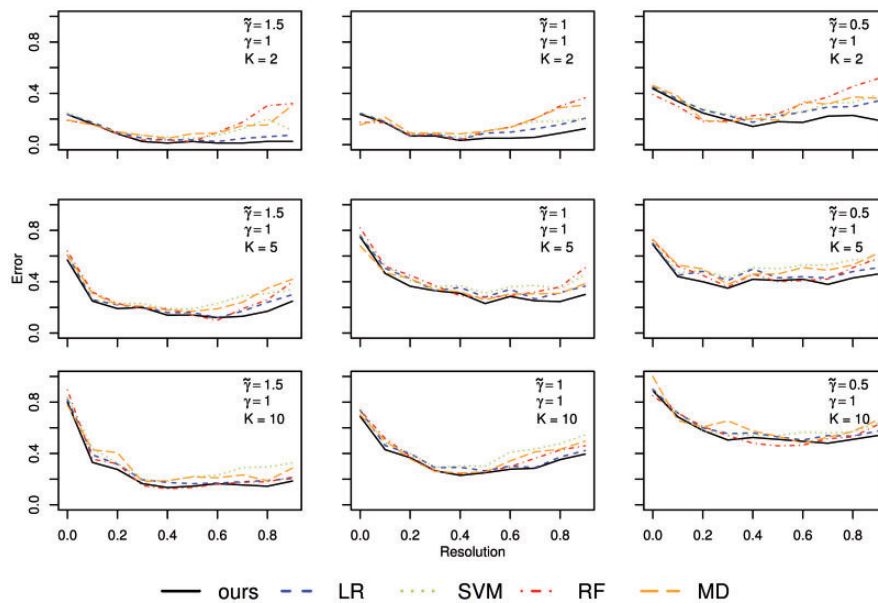 γ̃ = 1.5
γ = 1
K = 2
γ̃ = 1
γ = 1
K = 2
γ̃ = 0.5
γ = 1
K = 2
0.0 0.4 0.8
γ̃ = 1.5
γ = 1
K = 5
γ̃ = 1
γ = 1
K = 5
γ̃ = 0.5
γ = 1
K = 5
0.0 0.4 0.8
Error
γ̃ = 1.5
γ = 1
K = 10
γ̃ = 1
γ = 1
K = 10
γ̃ = 0.5
γ = 1
K = 10
0.0 0.4 0.8
0.0 0.2 0.4 0.6 0.8 0.0 0.2 0.4 0.6 0.8 0.0 0.2 0.4 0.6 0.8
Resolution
ours LR SVM RF MD